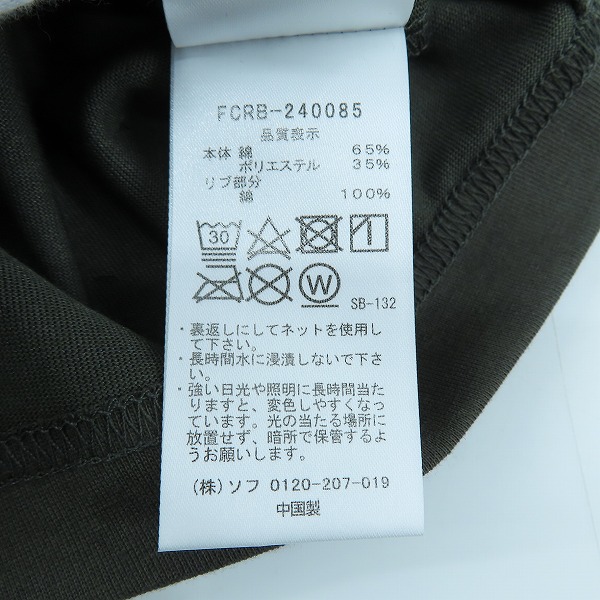 FCRB-240085
品質表示
本体 綿 65%
ポリエステル 35%
リブ部分
綿 100%
30
W
SB-132
・裏返しにしてネットを使用し
て下さい。
・長時間水に浸漬しないで下さ
い。
・強い日光や照明に長時間当た
りますと、変色しやすくなっ
ています。光の当たる場所に
放置せず、暗所で保管するよ
うお願いします。
(株)ソフ 0120-207-019
中国製